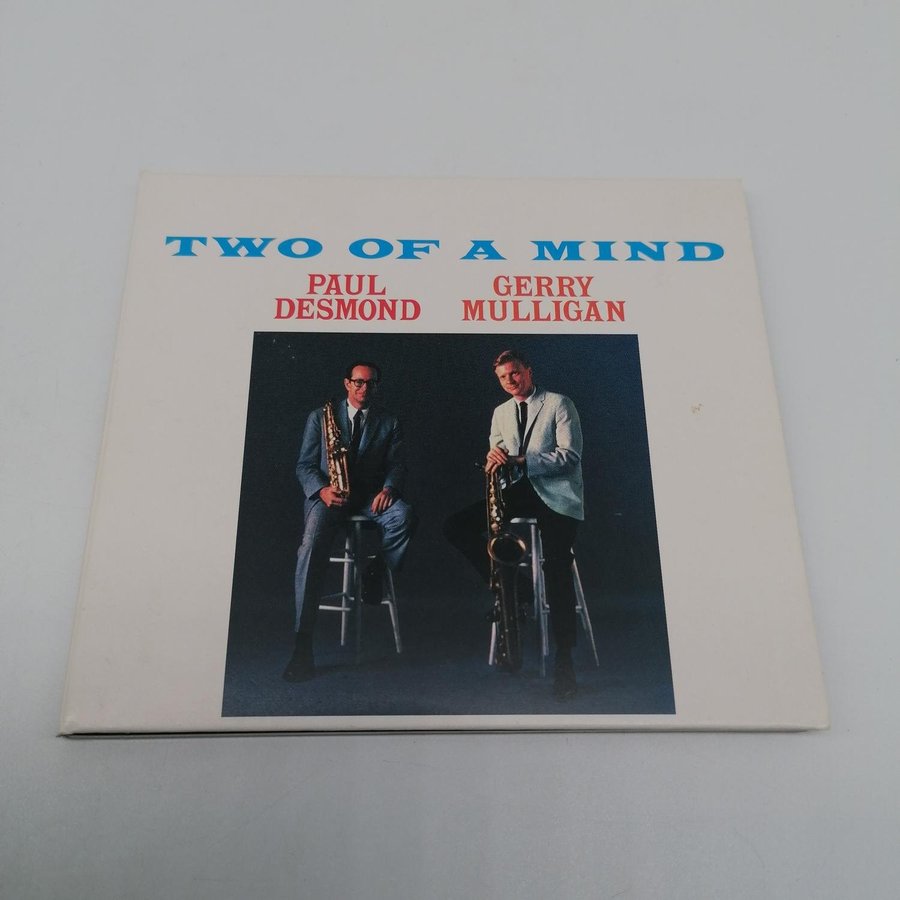 TWO OF A MIND
PAUL
DESMOND
GERRY
MULLIGAN